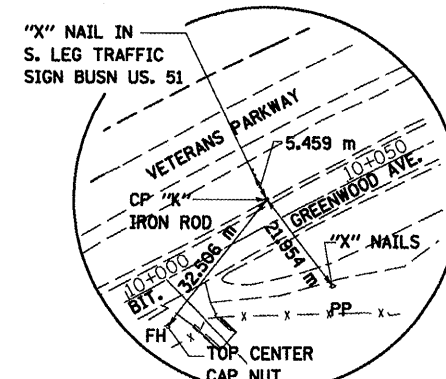 "X" NAIL IN
S. LEG TRAFFIC
SIGN BUSN US. 51
VETERANS PARKWAY
5.459 m
10+050
CP "K"
IRON ROD
GREENWOOD AVE.
32.506 m
21.954 m
"X" NAILS
10+000
BIT.
FH
PP
TOP CENTER
CAP NUT